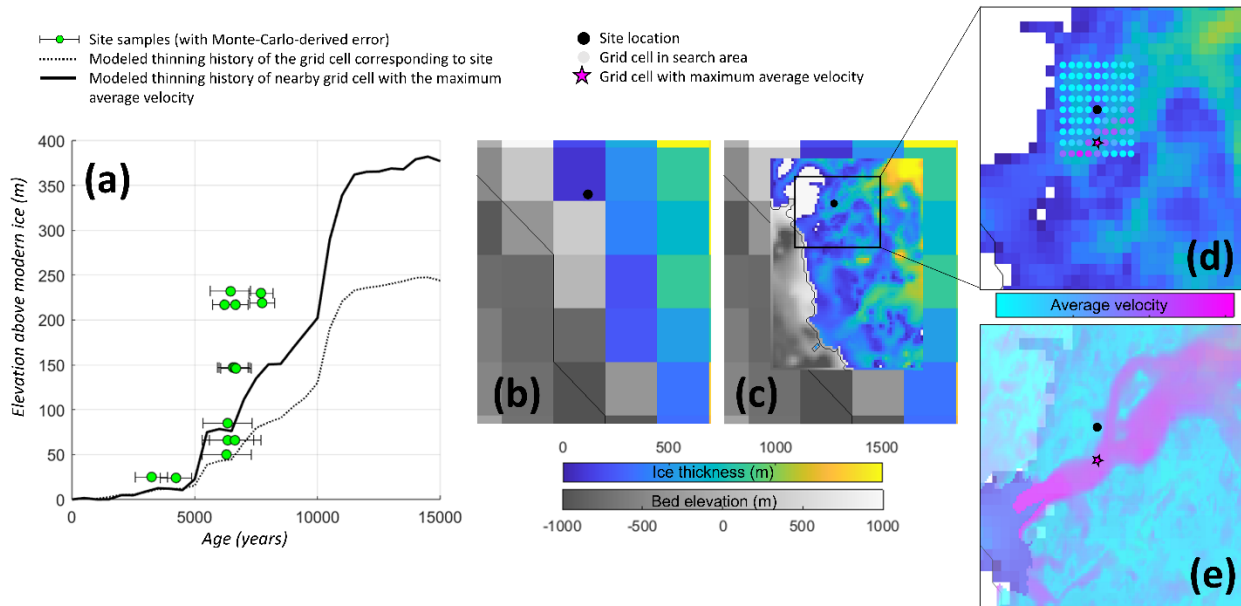 Site samples (with Monte-Carlo-derived error)
Modeled thinning history of the grid cell corresponding to site
Modeled thinning history of nearby grid cell with the maximum
average velocity
Site location
Grid cell in search area
Grid cell with maximum average velocity
(a)
Elevation above modern ice (m)
400
350
300
250
200
150
100
50
0
0
5000
10000
15000
Age (years)
(b)
(c)
0
500
1000
1500
Ice thickness (m)
Bed elevation (m)
-1000
-500
0
500
1000
(d)
Average velocity
(e)